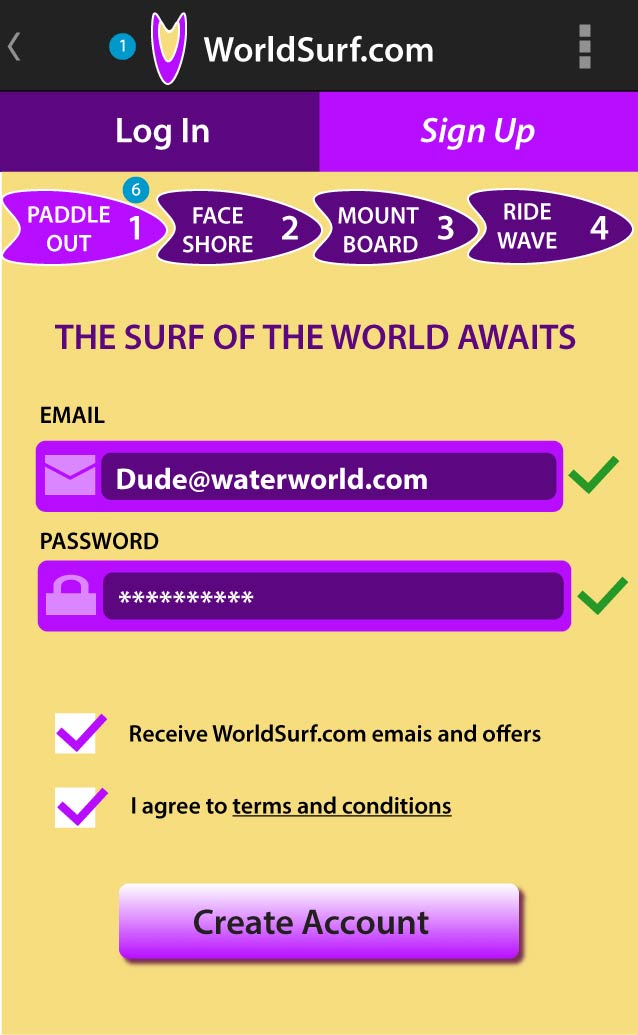 1
WorldSurf.com
Log In
Sign Up
6
PADDLE
OUT
1
FACE
SHORE
2
MOUNT
BOARD
3
RIDE
WAVE
4
THE SURF OF THE WORLD AWAITS
EMAIL
Dude@waterworld.com
PASSWORD
**********
Receive WorldSurf.com emais and offers
I agree to terms and conditions
Create Account